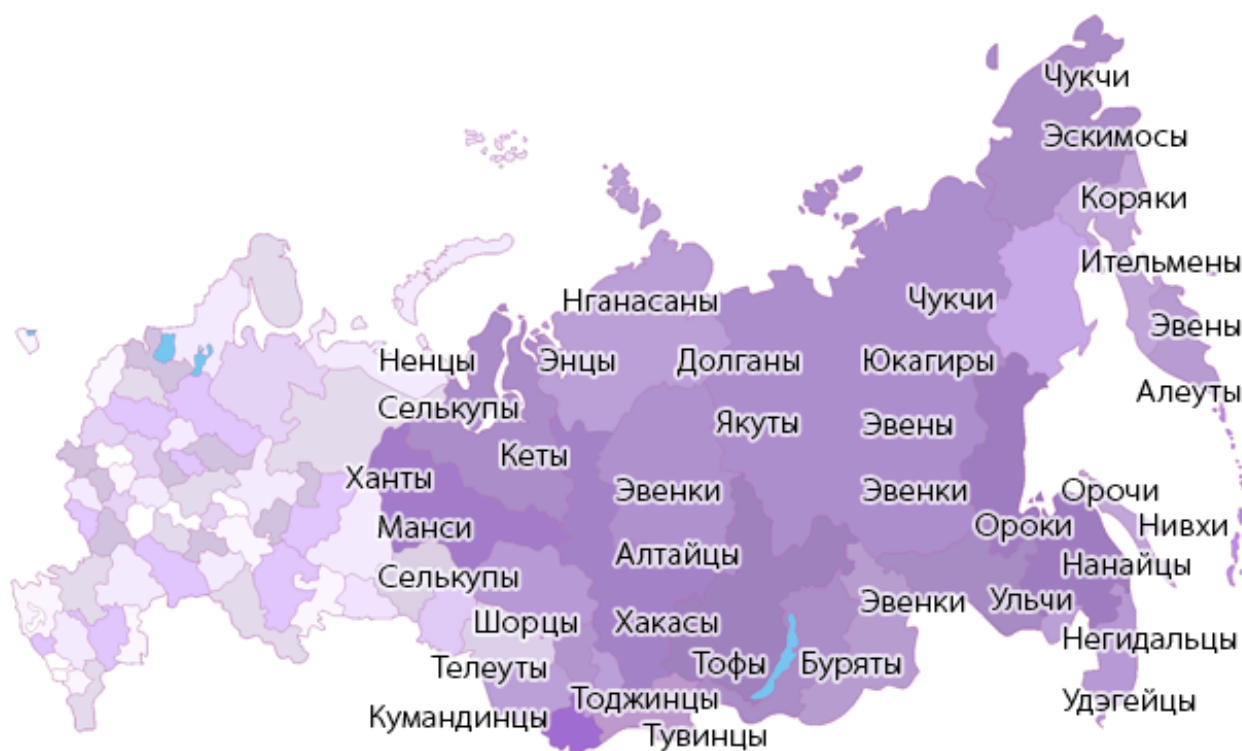 Чукчи
Эскимосы
Коряки
Ительмены
Нганасаны
Чукчи
Эвены
Ненцы
Энцы
Долганы
Юкагиры
Алеуты
Селькупы
Якуты
Эвены
Кеты
Ханты
Эвенки
Эвенки
Орочи
Манси
Ороки
Нивхи
Алтайцы
Нанайцы
Селькупы
Эвенки
Ульчи
Шорцы
Хакасы
Негидальцы
Телеуты
Тофы
Буряты
Тоджинцы
Удэгейцы
Кумандинцы
Тувинцы